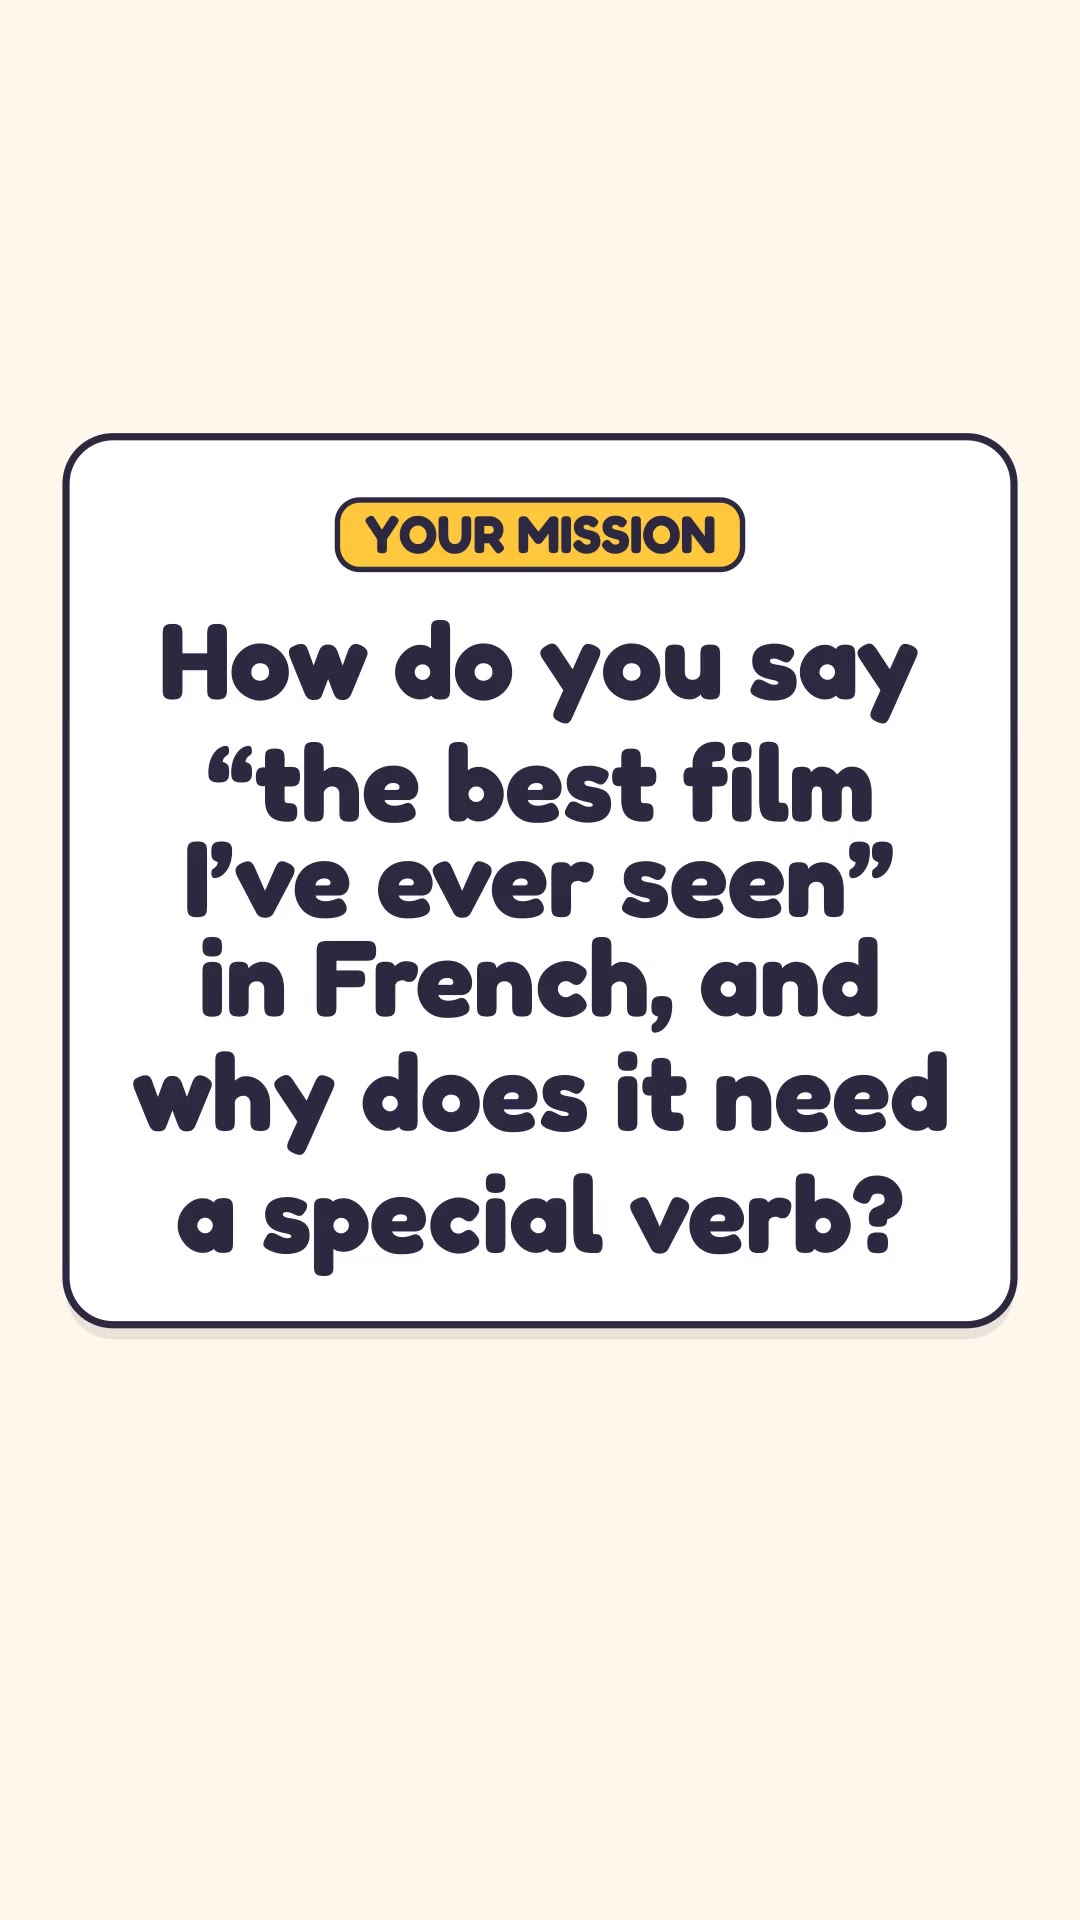 YOUR MISSION
How do you say
“the best film
I’ve ever seen”
in French, and
why does it need
a special verb?